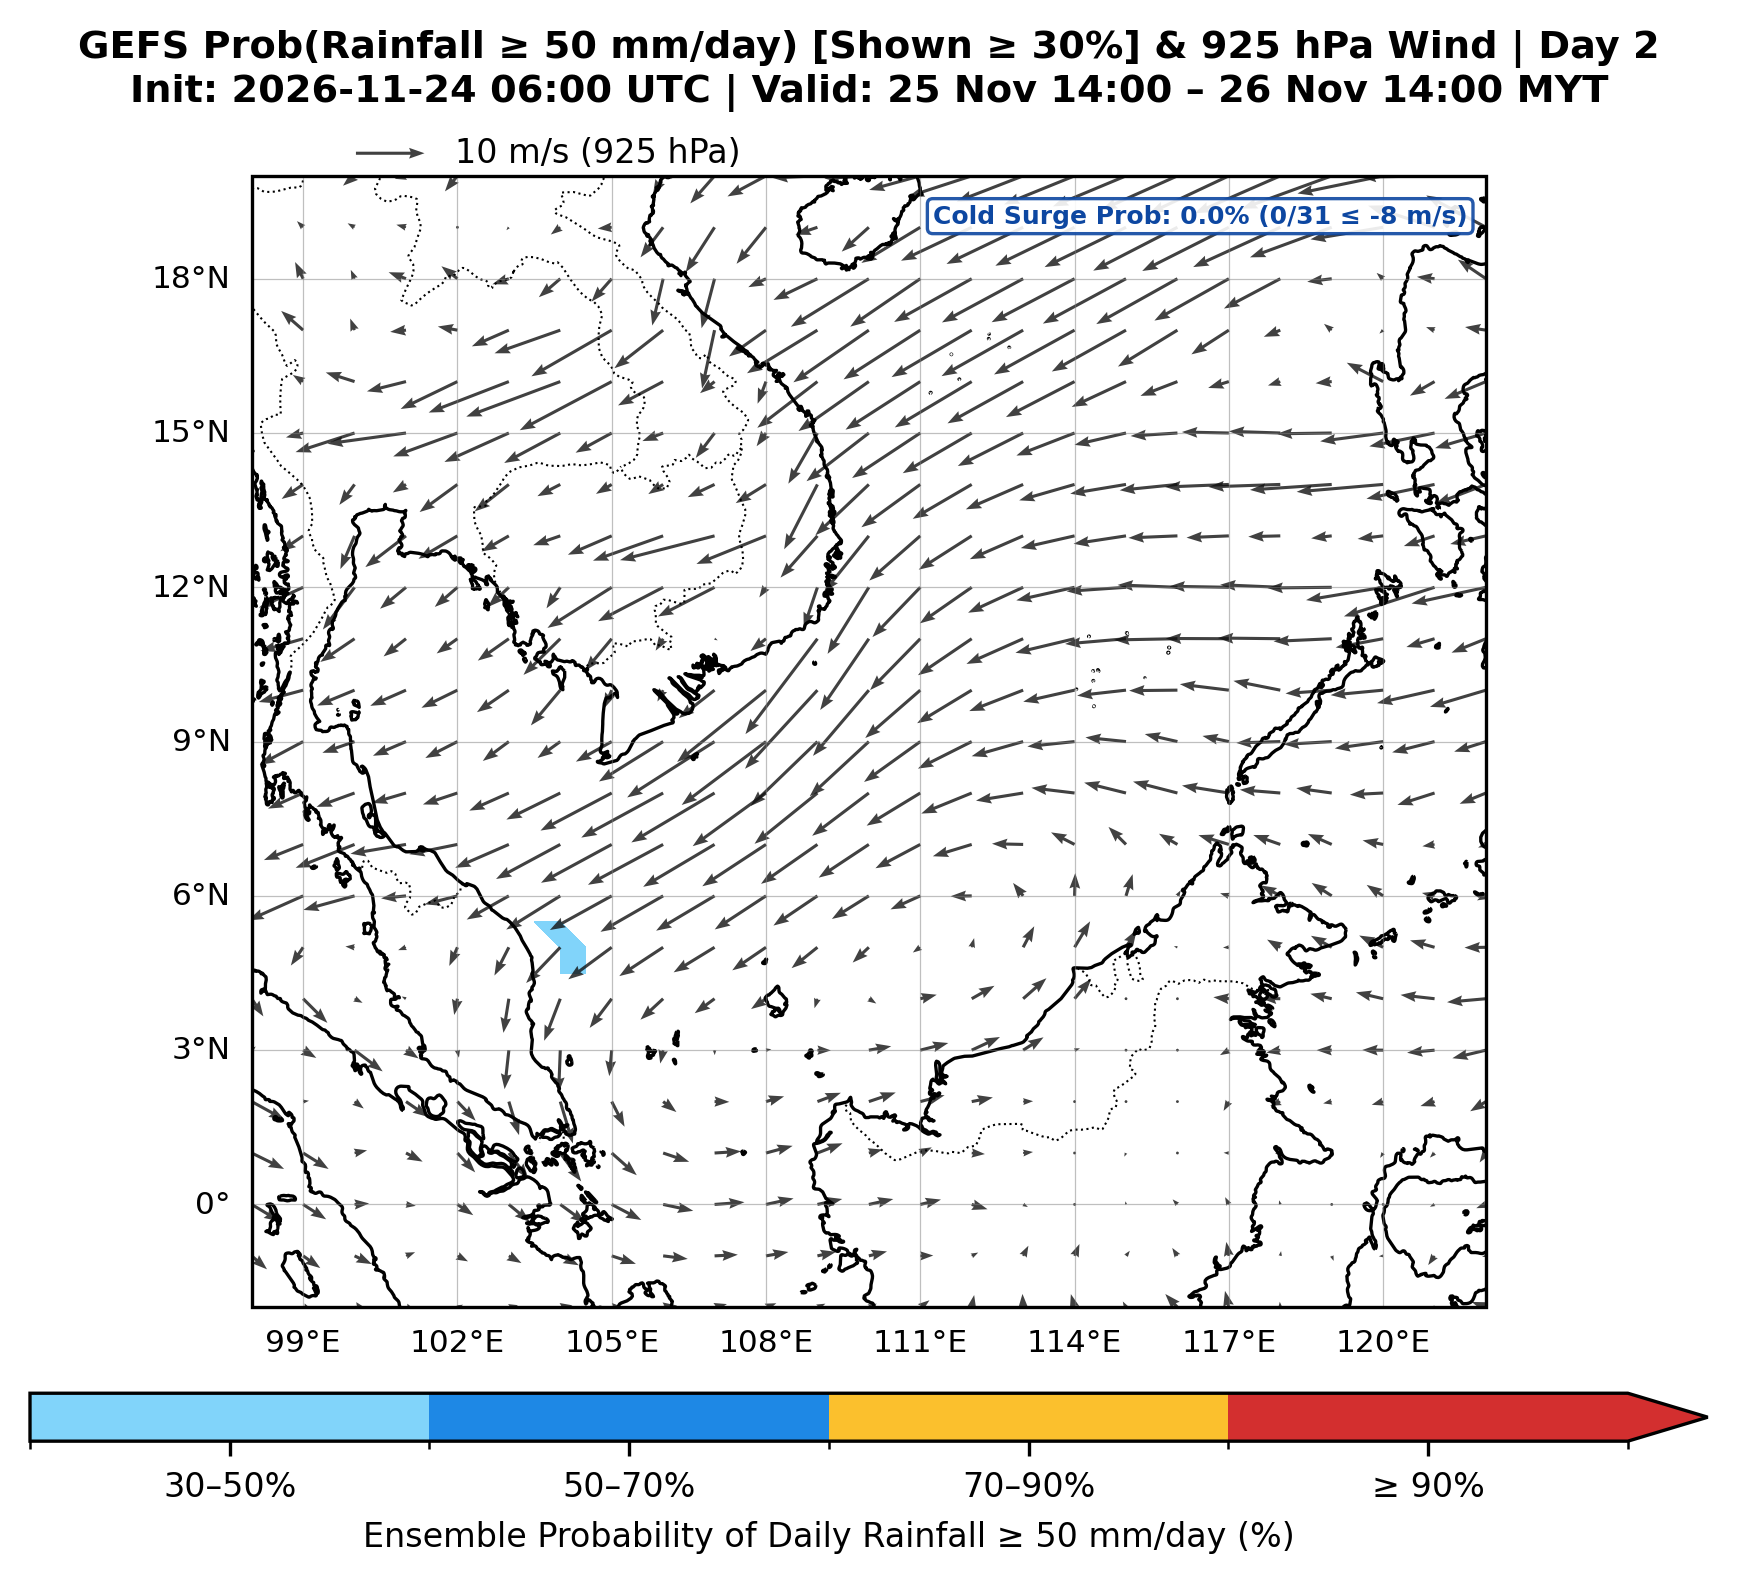 GEFS Prob(Rainfall ≥ 50 mm/day) [Shown ≥ 30%] & 925 hPa Wind | Day 2
Init: 2026-11-24 06:00 UTC | Valid: 25 Nov 14:00 – 26 Nov 14:00 MYT
10 m/s (925 hPa)
Cold Surge Prob: 0.0% (0/31 ≤ -8 m/s)
18°N
15°N
12°N
9°N
6°N
3°N
0°
99°E 102°E 105°E 108°E 111°E 114°E 117°E 120°E
30–50% 50–70% 70–90% ≥ 90%
Ensemble Probability of Daily Rainfall ≥ 50 mm/day (%)